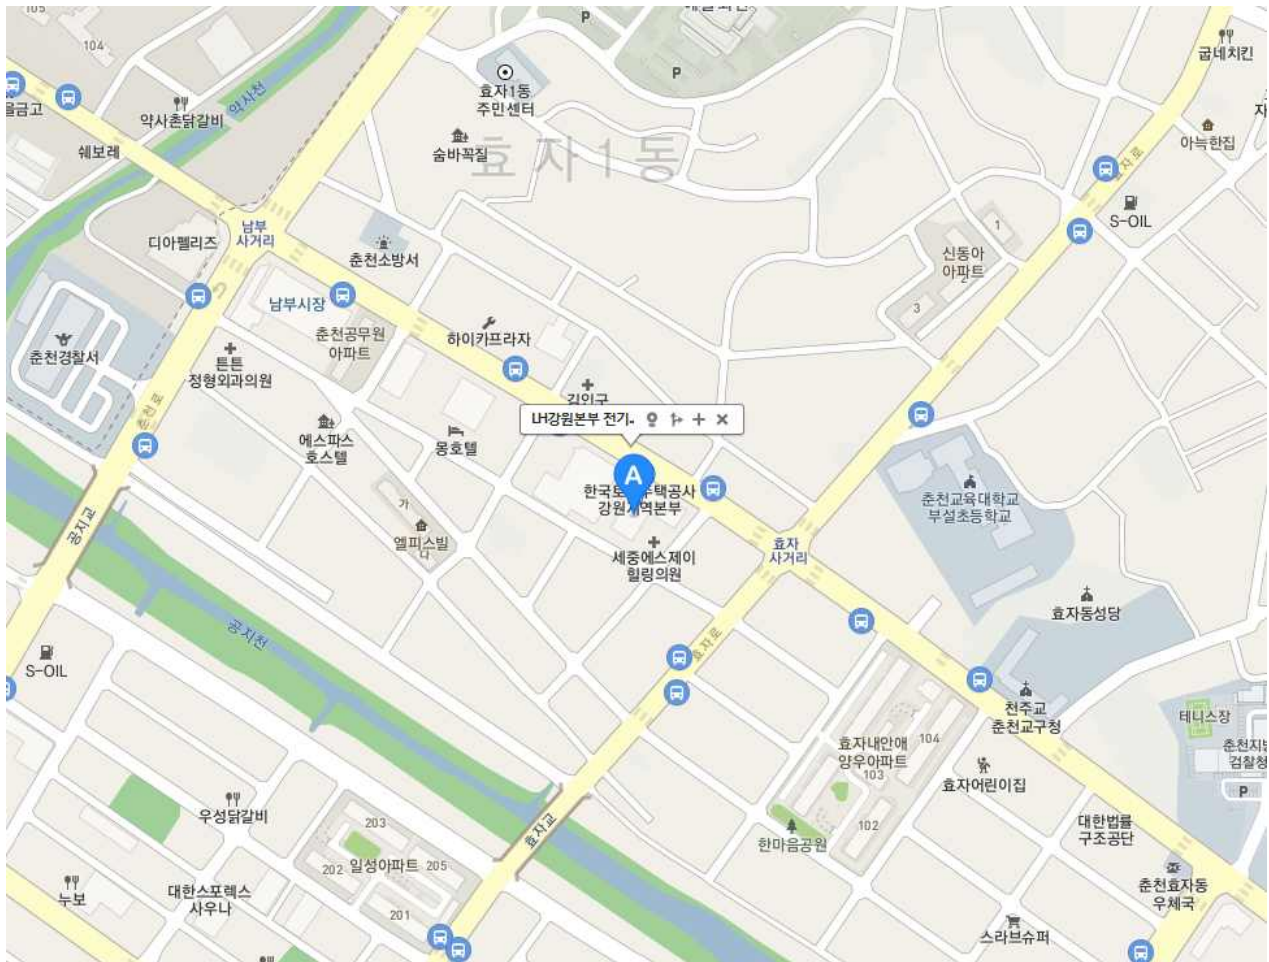 105
104
P
P
굽네치킨
효자1동
주민센터
약사천
약사촌닭갈비
쉐보레
숨바꼭질
효자1동
아늑한집
효자로
S-OIL
남부
사거리
디아펠리즈
춘천소방서
1
신동아
아파트
2
3
남부시장
춘천공무원
아파트
하이카프라자
춘천경찰서
튼튼
정형외과의원
김인구
LH강원본부 전기..
춘천로
에스파스
호스텔
몽호텔
A
강원지역본부
춘천교육대학교
부설초등학교
가
엘피스빌
나
세중에스제이
힐링의원
효자
사거리
공지교
효자동성당
공지천
효자로
S-OIL
천주교
춘천교구청
테니스장
효자내안애
양우아파트
104
103
102
효자어린이집
P
우성닭갈비
203
202
일성아파트
205
201
효자교
한마음공원
대한법률
구조공단
누보
대한스포렉스
사우나
춘천효자동
우체국
스라브슈퍼